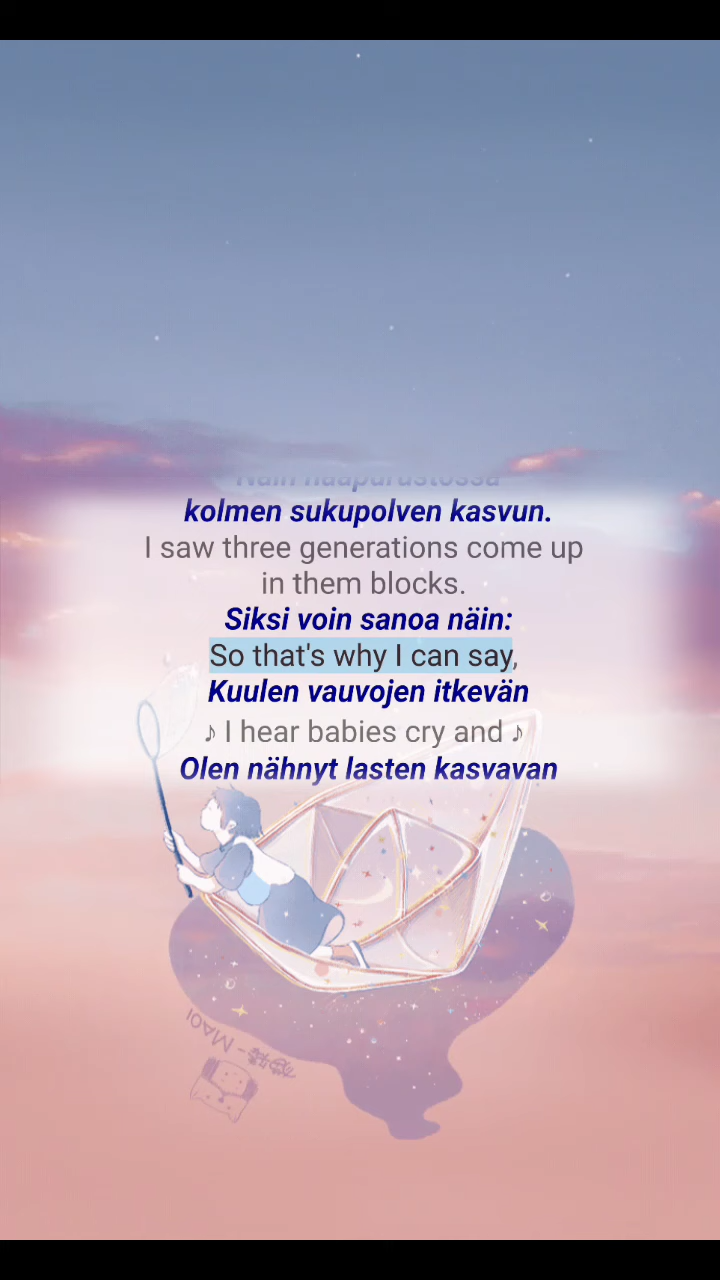 Näin naapurustossa
kolmen sukupolven kasvun.
I saw three generations come up
in them blocks.
Siksi voin sanoa näin:
So that's why I can say,
Kuulen vauvojen itkevän
♪ I hear babies cry and ♪
Olen nähnyt lasten kasvavan